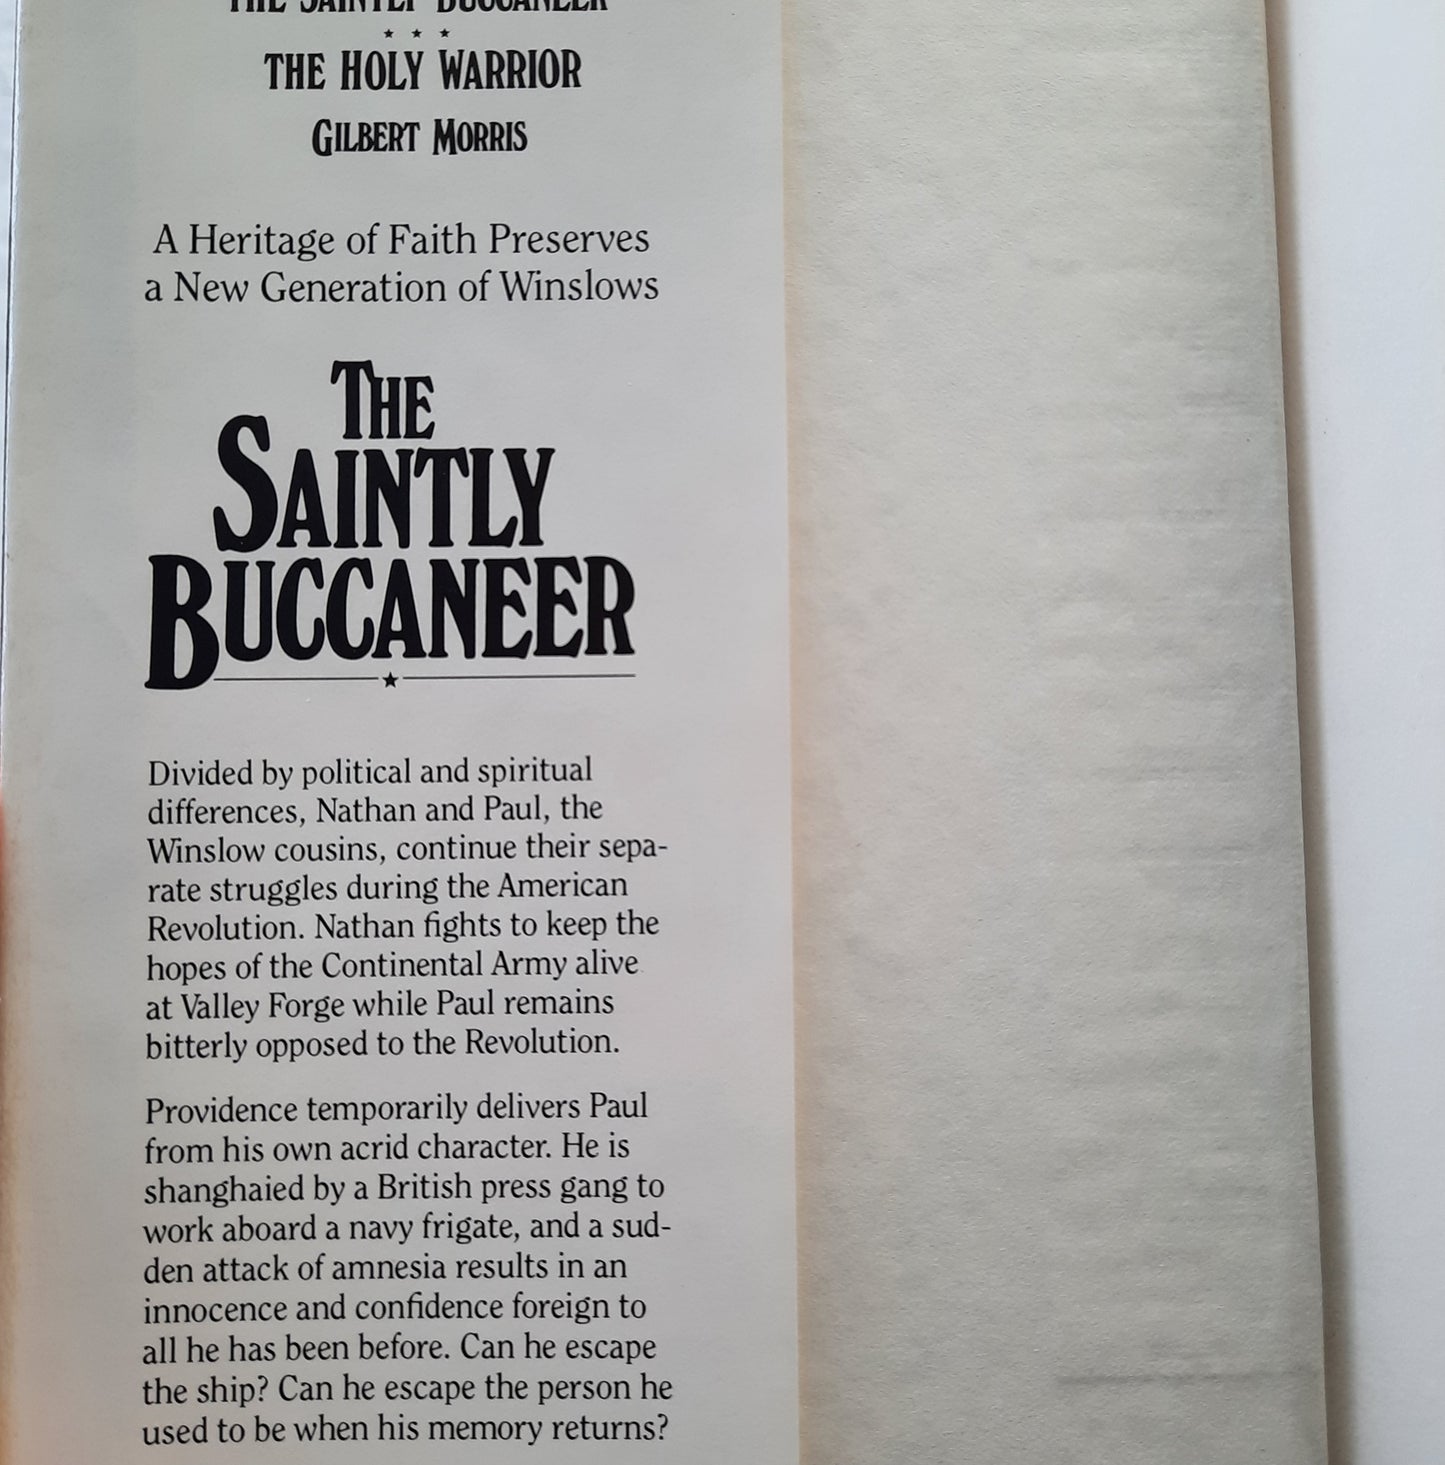 THE SAINTLY BUCCANEER
★ ★ ★
THE HOLY WARRIOR
GILBERT MORRIS
A Heritage of Faith Preserves
a New Generation of Winslows
THE
SAINTLY
BUCCANEER
★
Divided by political and spiritual
differences, Nathan and Paul, the
Winslow cousins, continue their sepa-
rate struggles during the American
Revolution. Nathan fights to keep the
hopes of the Continental Army alive
at Valley Forge while Paul remains
bitterly opposed to the Revolution.
Providence temporarily delivers Paul
from his own acrid character. He is
shanghaied by a British press gang to
work aboard a navy frigate, and a sud-
den attack of amnesia results in an
innocence and confidence foreign to
all he has been before. Can he escape
the ship? Can he escape the person he
used to be when his memory returns?